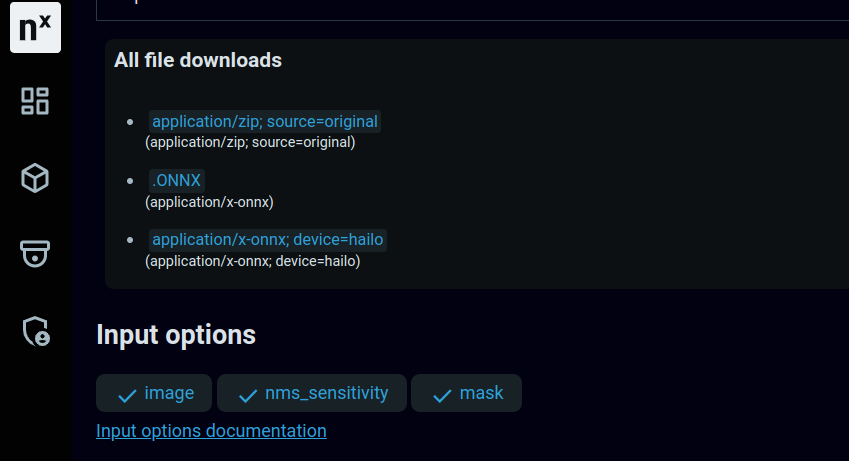 nx
All file downloads
application/zip; source=original
(application/zip; source=original)
.ONNX
(application/x-onnx)
application/x-onnx; device=hailo
(application/x-onnx; device=hailo)
Input options
image nms_sensitivity mask
Input options documentation